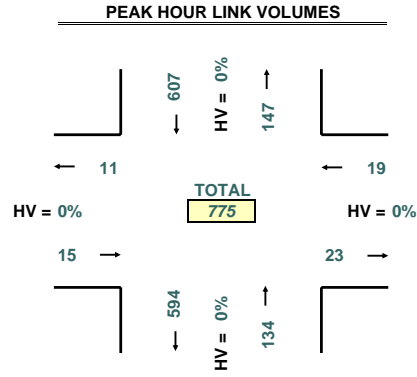 PEAK HOUR LINK VOLUMES
607
HV = 0%
147
11
19
TOTAL
HV = 0%
775
HV = 0%
15
23
594
HV = 0%
134